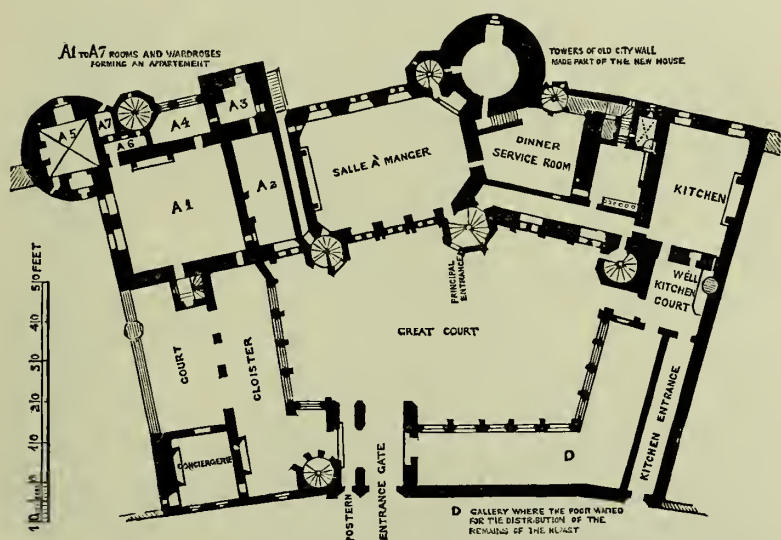 A1 TO A7 ROOMS AND WARDROBES
FORMING AN APPARTEMENT
TOWERS OF OLD CITY WALL
MADE PART OF THE NEW HOUSE
A5
A7
A6
A4
A3
A1
A2
SALLE À MANGER
DINNER
SERVICE ROOM
KITCHEN
PRINCIPAL
ENTRANCE
WELL
KITCHEN
COURT
GREAT COURT
COURT
CLOISTER
CONCIERGERIE
POSTERN
ENTRANCE GATE
KITCHEN ENTRANCE
D
D GALLERY WHERE THE POOR WAITED
FOR THE DISTRIBUTION OF THE
REMAINS OF THE REPAST
50 FEET
40
30
20
10
0
10